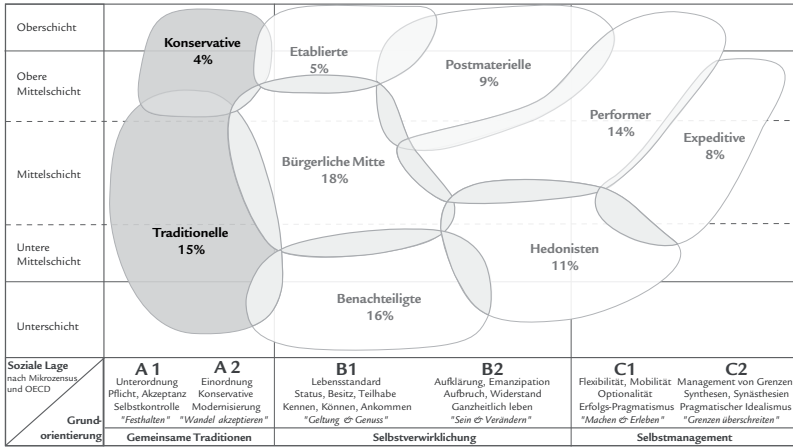 Oberschicht
Obere
Mittelschicht
Mittelschicht
Untere
Mittelschicht
Unterschicht
Konservative
4%
Etablierte
5%
Postmaterielle
9%
Performer
14%
Expeditive
8%
Bürgerliche Mitte
18%
Traditionelle
15%
Hedonisten
11%
Benachteiligte
16%
Soziale Lage
nach Mikrozensus
und OECD
Grund-
orientierung
A 1
Unterordnung
Pflicht, Akzeptanz
Selbstkontrolle
"Festhalten"
A 2
Einordnung
Konservative
Modernisierung
"Wandel akzeptieren"
B1
Lebensstandard
Status, Besitz, Teilhabe
Kennen, Können, Ankommen
"Geltung & Genuss"
B2
Aufklärung, Emanzipation
Aufbruch, Widerstand
Ganzheitlich leben
"Sein & Verändern"
C1
Flexibilität, Mobilität
Optionalität
Erfolgs-Pragmatismus
"Machen & Erleben"
C2
Management von Grenzen
Synthesen, Synästhesien
Pragmatischer Idealismus
"Grenzen überschreiten"
Gemeinsame Traditionen
Selbstverwirklichung
Selbstmanagement